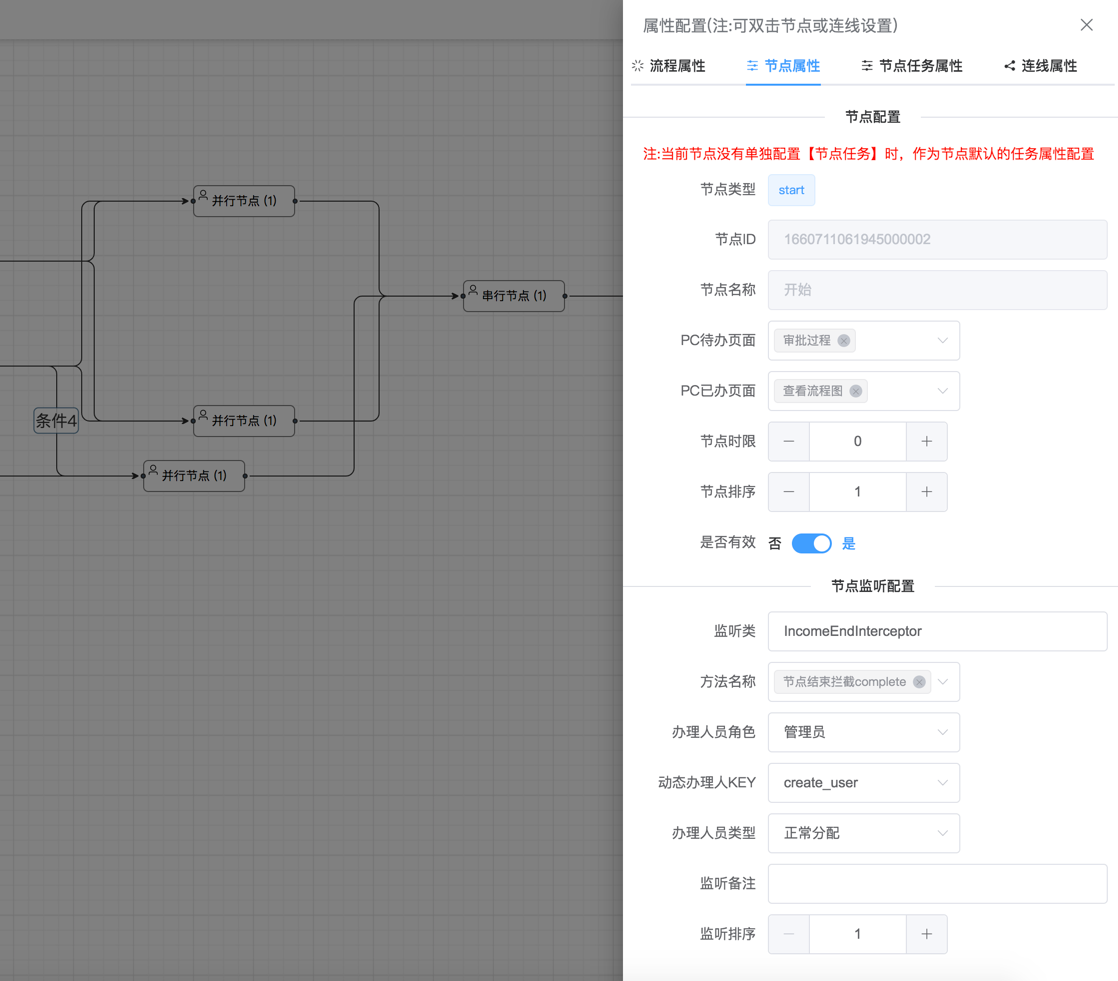 属性配置(注:可双击节点或连线设置)
流程属性
节点属性
节点任务属性
连线属性
节点配置
注:当前节点没有单独配置【节点任务】时，作为节点默认的任务属性配置
节点类型 start
节点ID 1660711061945000002
节点名称 开始
PC待办页面 审批过程
PC已办页面 查看流程图
节点时限 0
节点排序 1
是否有效 否 是
节点监听配置
监听类 IncomeEndInterceptor
方法名称 节点结束拦截complete
办理人员角色 管理员
动态办理人KEY create_user
办理人员类型 正常分配
监听备注
监听排序 1
并行节点 (1)
串行节点 (1)
并行节点 (1)
条件4
并行节点 (1)